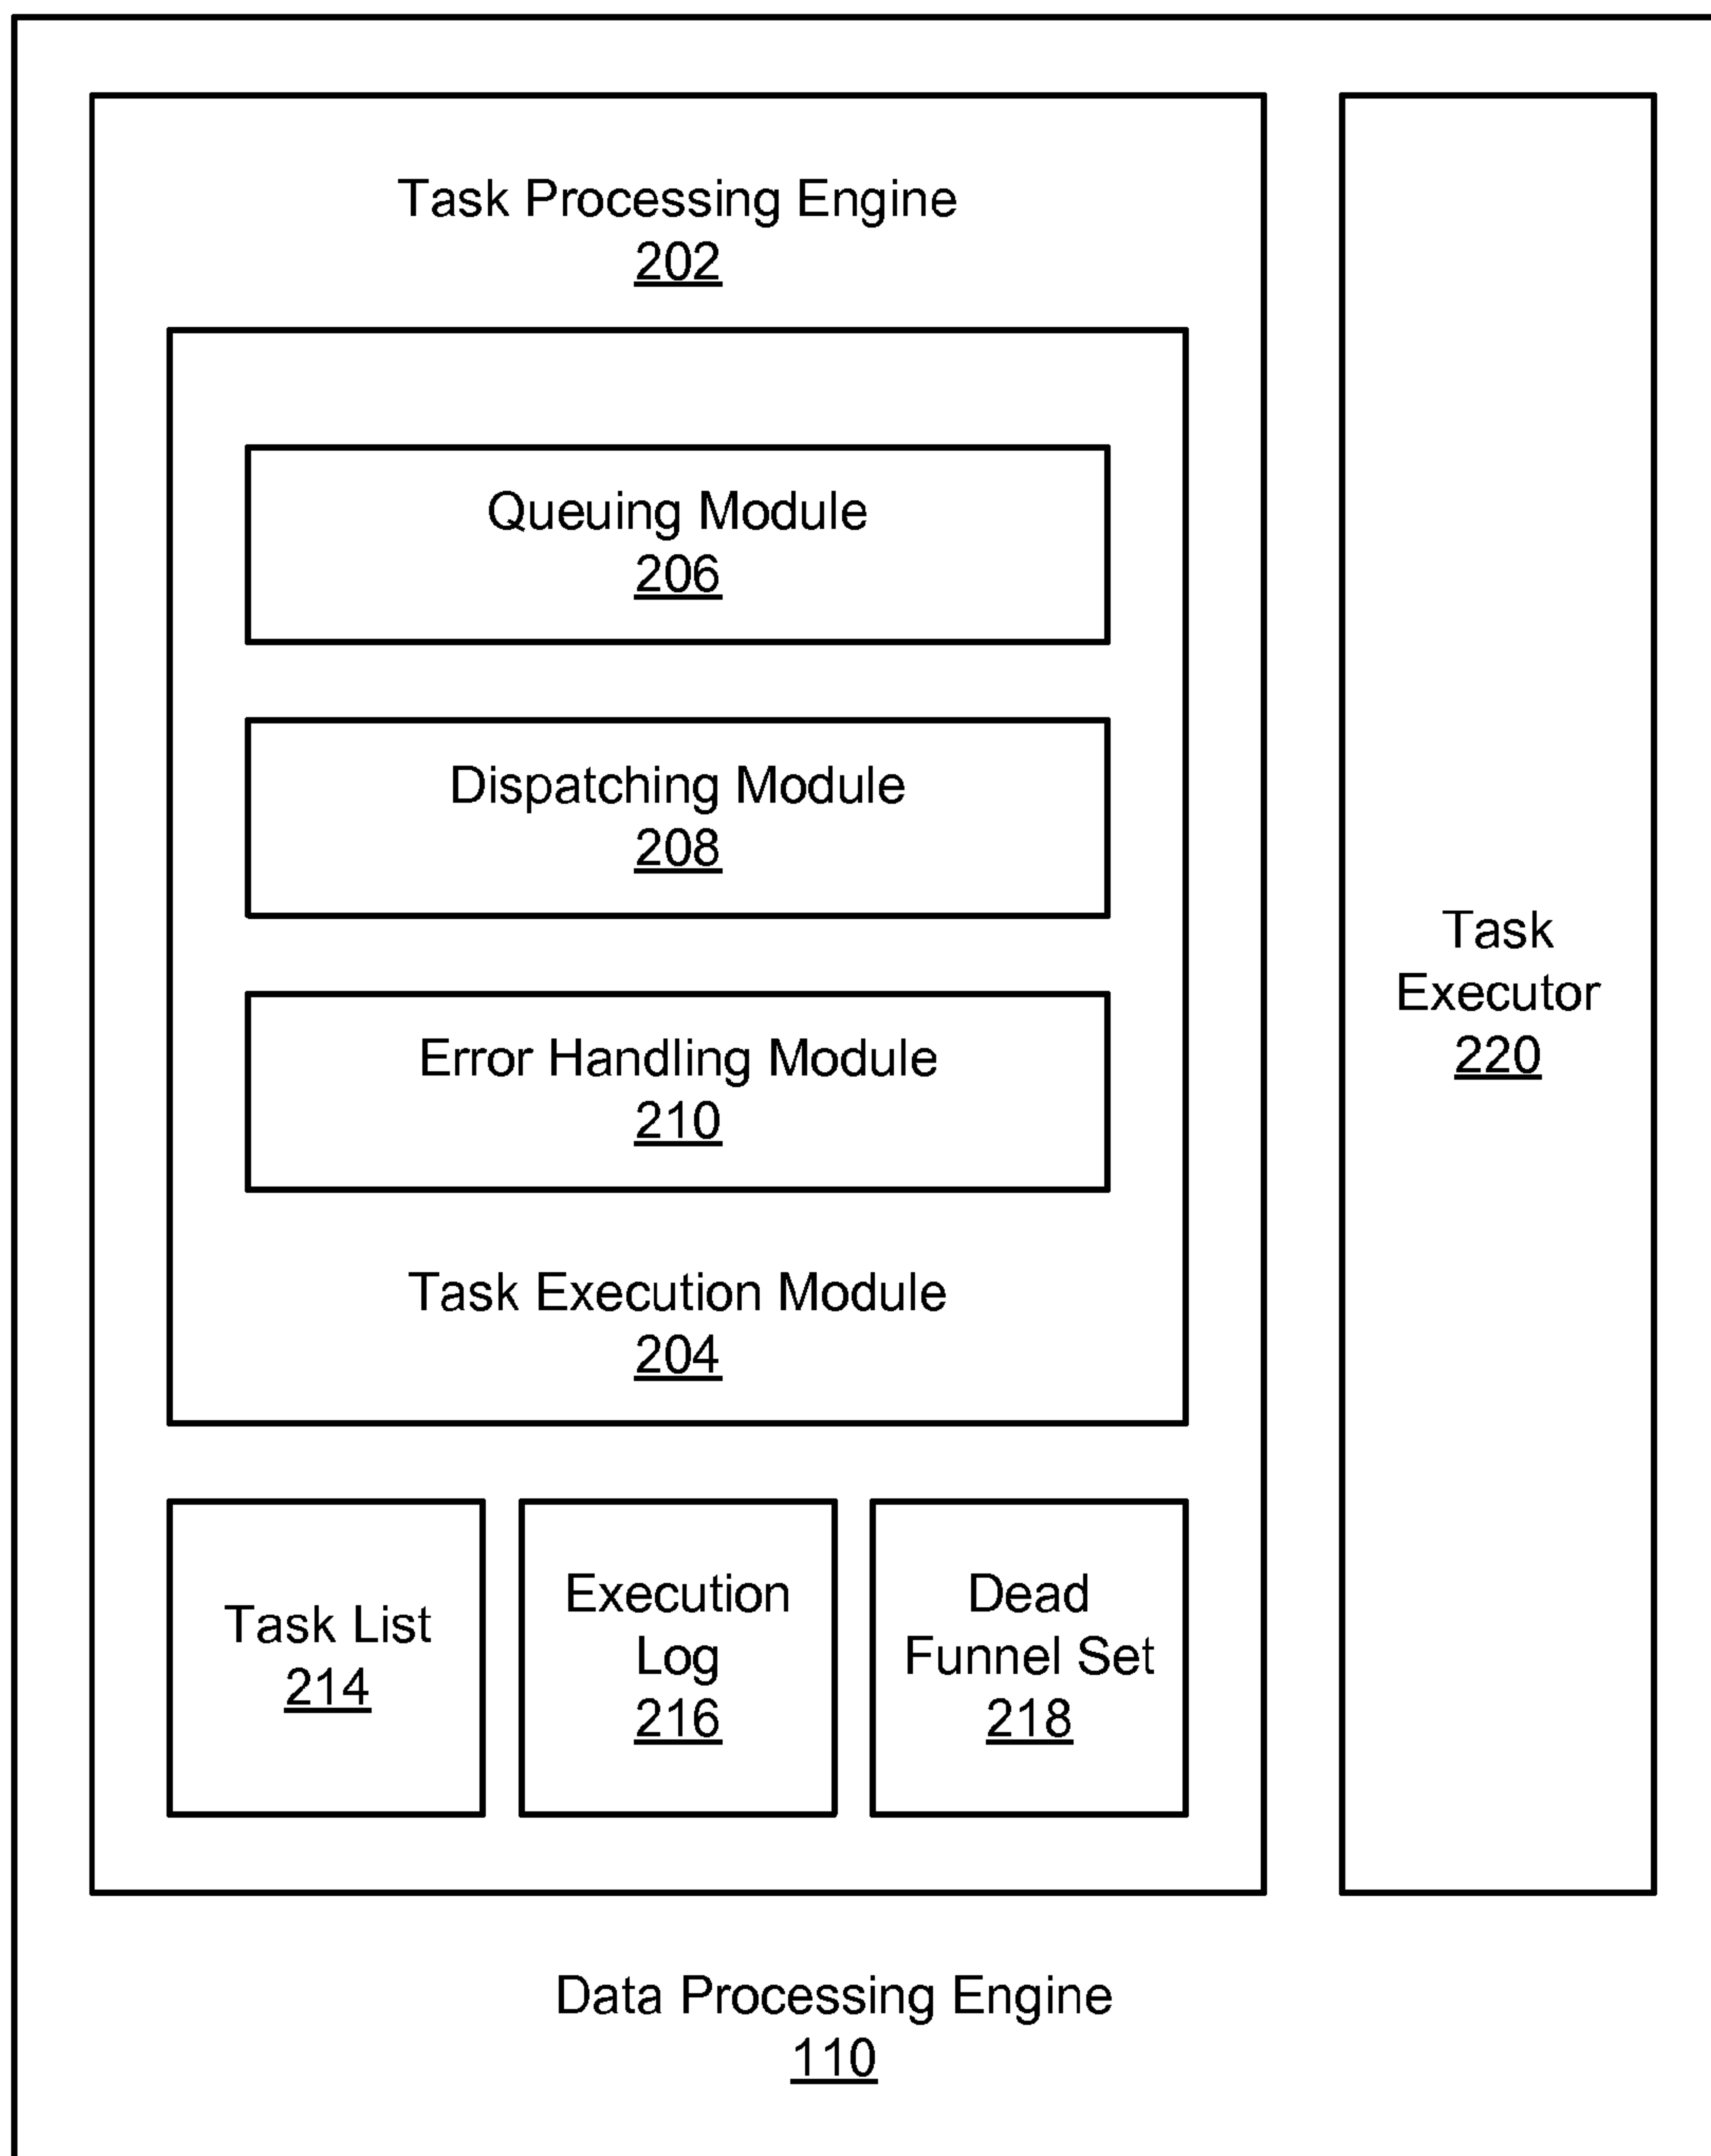 Task Processing Engine
202
Queuing Module
206
Dispatching Module
208
Error Handling Module
210
Task Execution Module
204
Task List
214
Execution
Log
216
Dead
Funnel Set
218
Task
Executor
220
Data Processing Engine
110